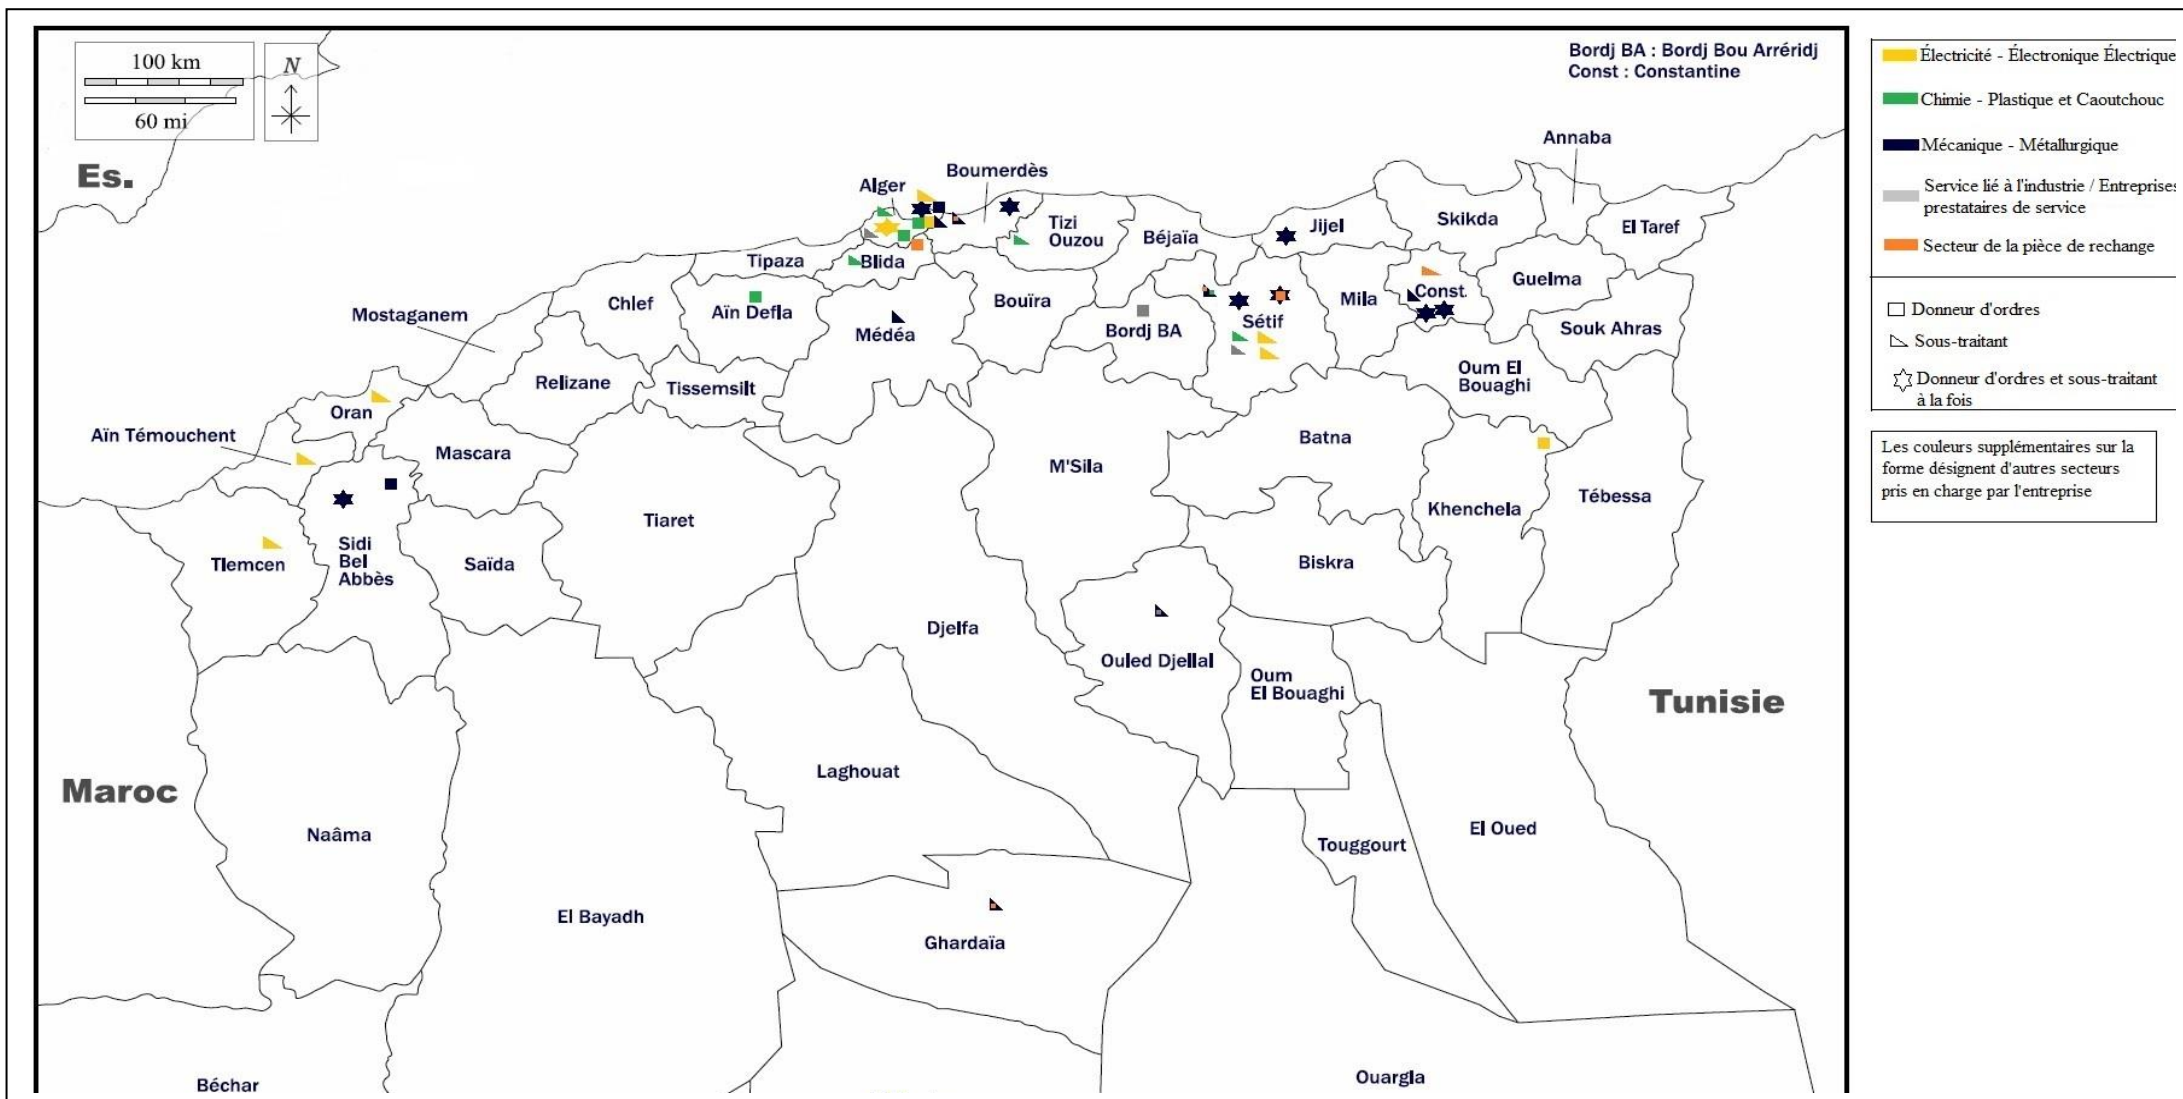 100 km
60 mi
N
Bordj BA : Bordj Bou Arréridj
Const : Constantine
Es.
Annaba
Boumerdès
Alger
Tizi
Ouzou
Béjaïa
Jijel
Skikda
El Taref
Tipaza
Blida
Guelma
Mostaganem
Chlef
Aïn Defla
Médéa
Bouïra
Bordj BA
Sétif
Mila
Const.
Souk Ahras
Relizane
Tissemsilt
Oum El
Bouaghi
Oran
Aïn Témouchent
Mascara
M'Sila
Batna
Khenchela
Tébessa
Tiaret
Tlemcen
Sidi
Bel
Abbès
Saïda
Biskra
Djelfa
Ouled Djellal
Oum
El Bouaghi
Tunisie
Maroc
Laghouat
Naâma
Touggourt
El Oued
El Bayadh
Ghardaïa
Béchar
Ouargla
Électricité - Électronique Électrique
Chimie - Plastique et Caoutchouc
Mécanique - Métallurgique
Service lié à l'industrie / Entreprises
prestataires de service
Secteur de la pièce de rechange
Donneur d'ordres
Sous-traitant
Donneur d'ordres et sous-traitant
à la fois
Les couleurs supplémentaires sur la
forme désignent d'autres secteurs
pris en charge par l'entreprise